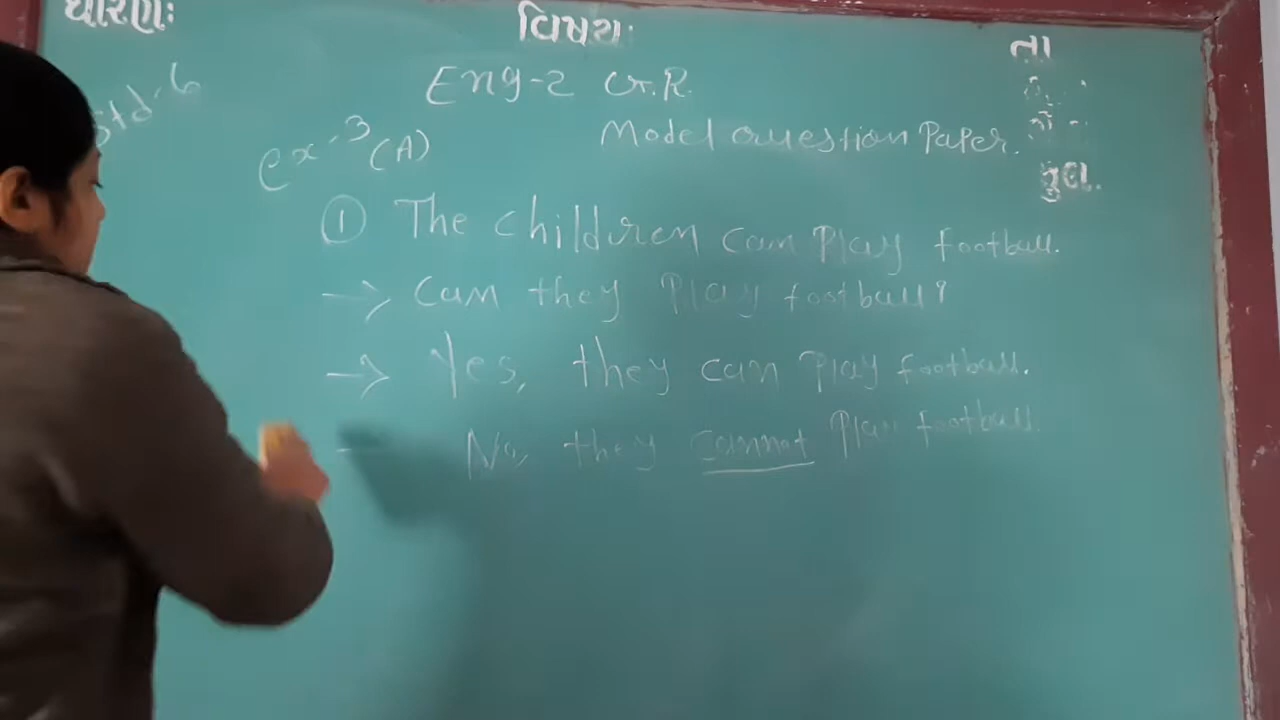 ધોરણઃ
વિષયઃ
તા
Std-6
Eng-2 G.R.
કુલ.
ex-3(A)
Model Question Paper.
① The children can play football.
→ Can they play football?
→ Yes, they can play football.
No, they cannot play football.